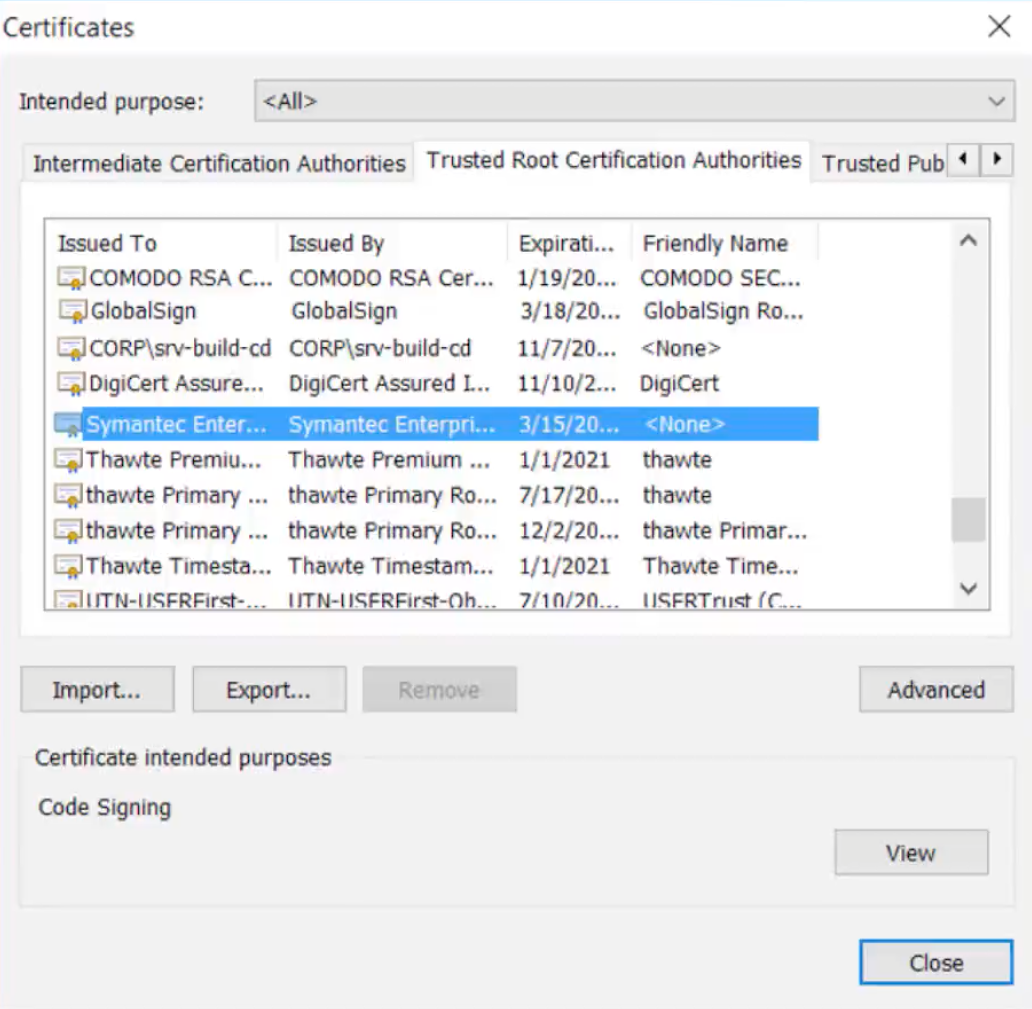 Certificates
Intended purpose: <All>
Intermediate Certification Authorities Trusted Root Certification Authorities Trusted Pub
Issued To Issued By Expirati... Friendly Name
COMODO RSA C... COMODO RSA Cer... 1/19/20... COMODO SEC...
GlobalSign GlobalSign 3/18/20... GlobalSign Ro...
CORP\srv-build-cd CORP\srv-build-cd 11/7/20... <None>
DigiCert Assure... DigiCert Assured I... 11/10/2... DigiCert
Symantec Enter... Symantec Enterpri... 3/15/20... <None>
Thawte Premiu... Thawte Premium ... 1/1/2021 thawte
thawte Primary ... thawte Primary Ro... 7/17/20... thawte
thawte Primary ... thawte Primary Ro... 12/2/20... thawte Primar...
Thawte Timesta... Thawte Timestam... 1/1/2021 Thawte Time...
UTN-USERFirst-... UTN-USERFirst-Ob... 7/10/20... USERTrust (C...
Import... Export... Remove Advanced
Certificate intended purposes
Code Signing
View
Close